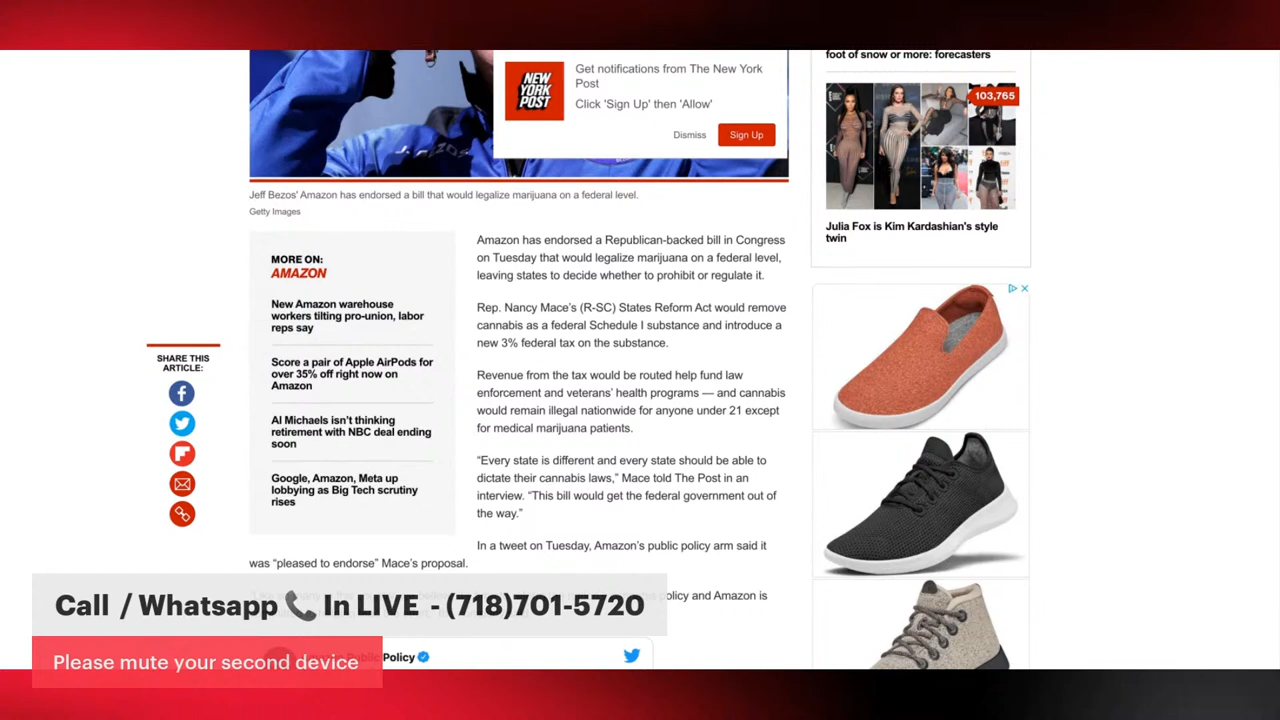 foot of snow or more: forecasters
NEW
YORK
POST
Get notifications from The New York
Post
Click 'Sign Up' then 'Allow'
Dismiss
Sign Up
103,765
Jeff Bezos' Amazon has endorsed a bill that would legalize marijuana on a federal level.
Getty Images
Julia Fox is Kim Kardashian's style
twin
MORE ON:
AMAZON
New Amazon warehouse
workers tilting pro-union, labor
reps say
Score a pair of Apple AirPods for
over 35% off right now on
Amazon
Al Michaels isn't thinking
retirement with NBC deal ending
soon
Google, Amazon, Meta up
lobbying as Big Tech scrutiny
rises
SHARE THIS
ARTICLE:
Amazon has endorsed a Republican-backed bill in Congress
on Tuesday that would legalize marijuana on a federal level,
leaving states to decide whether to prohibit or regulate it.
Rep. Nancy Mace's (R-SC) States Reform Act would remove
cannabis as a federal Schedule I substance and introduce a
new 3% federal tax on the substance.
Revenue from the tax would be routed help fund law
enforcement and veterans' health programs — and cannabis
would remain illegal nationwide for anyone under 21 except
for medical marijuana patients.
“Every state is different and every state should be able to
dictate their cannabis laws,” Mace told The Post in an
interview. “This bill would get the federal government out of
the way.”
In a tweet on Tuesday, Amazon's public policy arm said it
was “pleased to endorse” Mace's proposal.
policy and Amazon is
Call / Whatsapp In LIVE - (718)701-5720
Public Policy
Please mute your second device